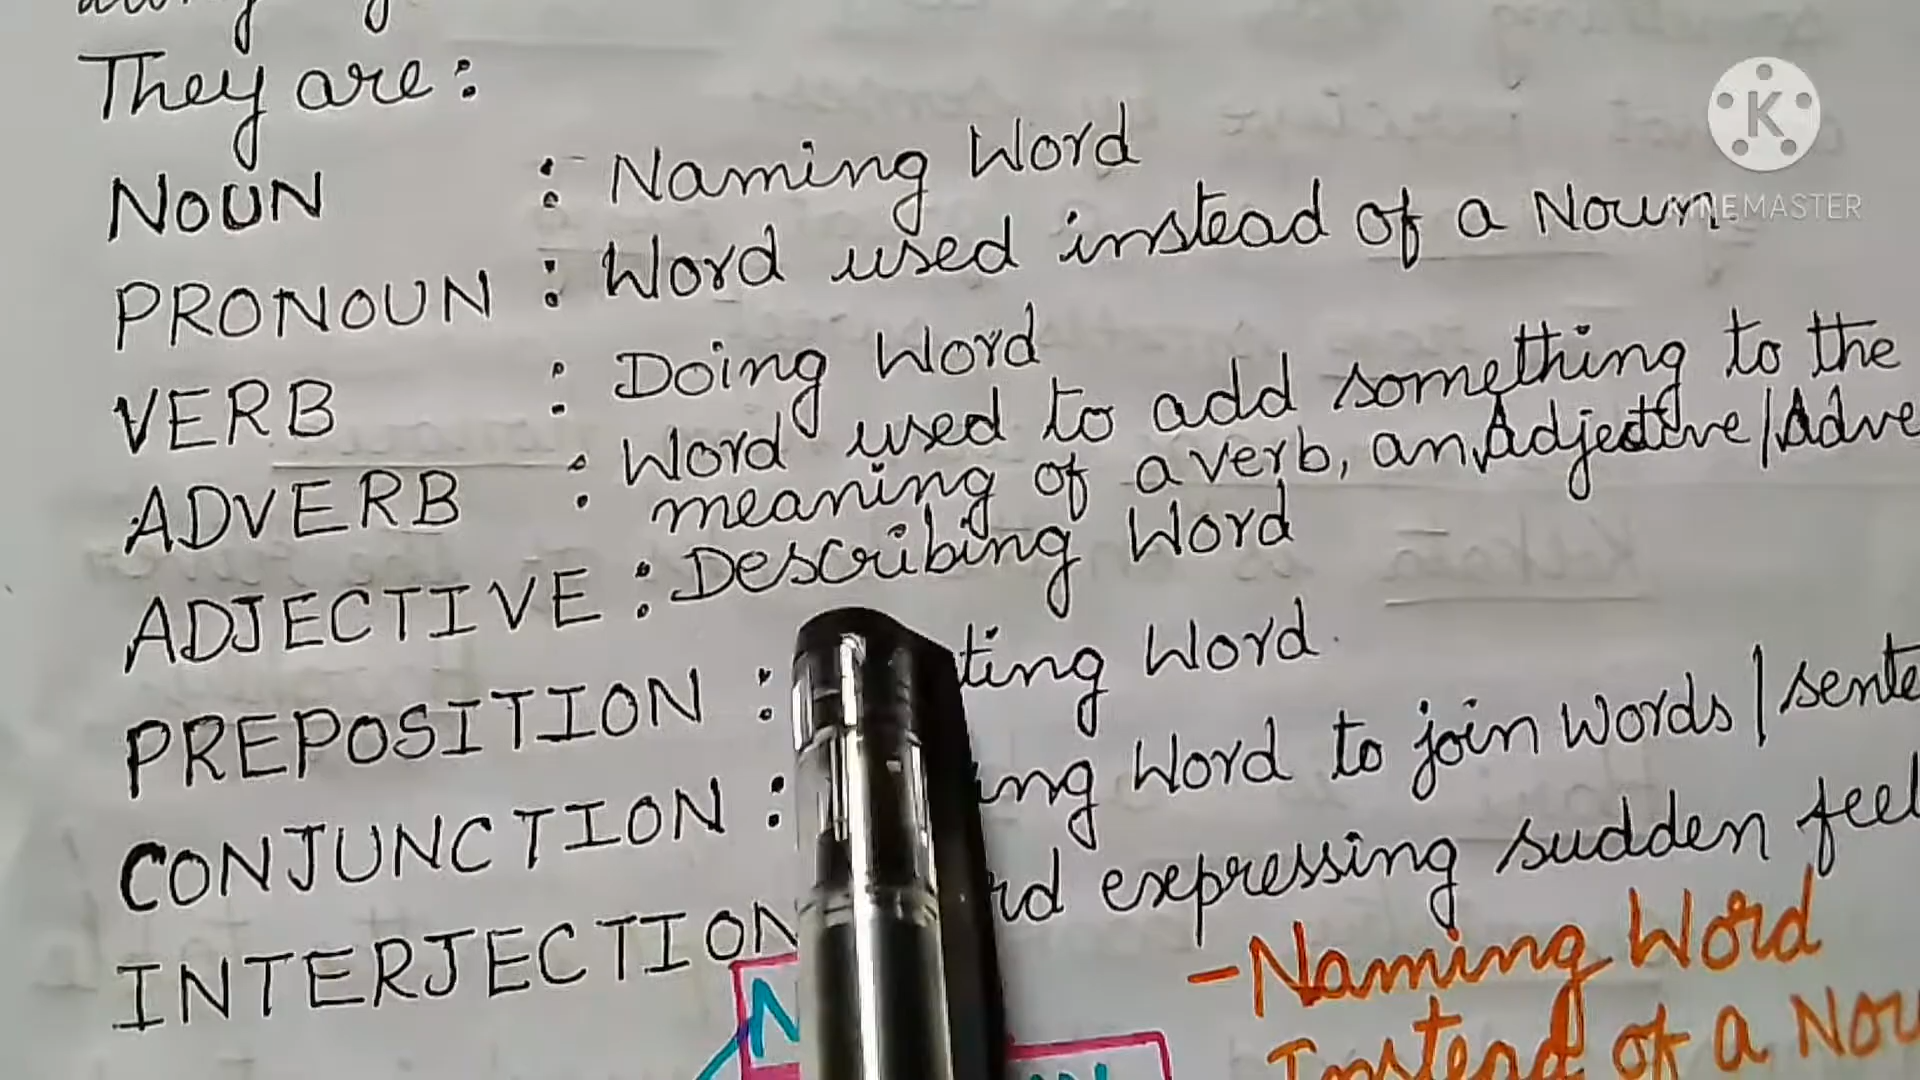 They are:
NOUN : Naming Word
PRONOUN : Word used instead of a Noun.
VERB : Doing Word
ADVERB : Word used to add something to the
meaning of a verb, an Adjective/Adve
ADJECTIVE : Describing Word
PREPOSITION : ting Word.
CONJUNCTION : ng Word to join words/sente
INTERJECTION rd expressing sudden feel
- Naming Word
Instead of a Nou
K
KINEMASTER